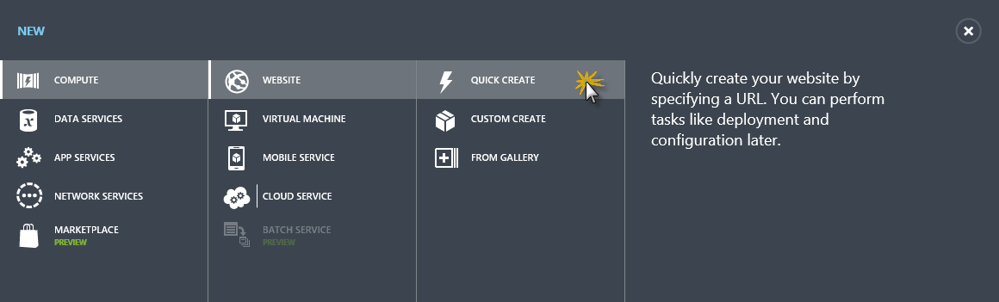 NEW
COMPUTE
DATA SERVICES
APP SERVICES
NETWORK SERVICES
MARKETPLACE
PREVIEW
WEBSITE
VIRTUAL MACHINE
MOBILE SERVICE
CLOUD SERVICE
BATCH SERVICE
PREVIEW
QUICK CREATE
CUSTOM CREATE
FROM GALLERY
Quickly create your website by
specifying a URL. You can perform
tasks like deployment and
configuration later.